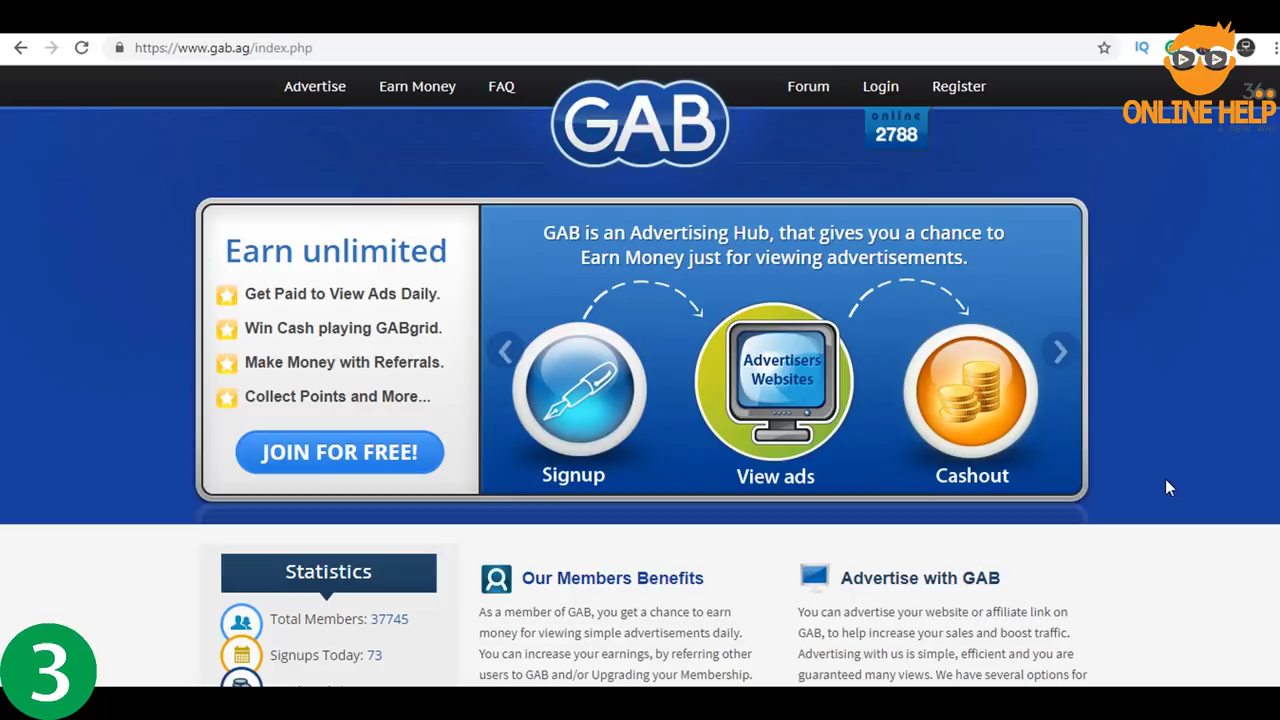 https://www.gab.ag/index.php
IQ
Advertise Earn Money FAQ
GAB
Forum Login Register
online
2788
36
ONLINE HELP
Earn unlimited
Get Paid to View Ads Daily.
Win Cash playing GABgrid.
Make Money with Referrals.
Collect Points and More...
JOIN FOR FREE!
GAB is an Advertising Hub, that gives you a chance to
Earn Money just for viewing advertisements.
Advertisers
Websites
Signup
View ads
Cashout
Statistics
Total Members: 37745
Signups Today: 73
Our Members Benefits
As a member of GAB, you get a chance to earn
money for viewing simple advertisements daily.
You can increase your earnings, by referring other
users to GAB and/or Upgrading your Membership.
Advertise with GAB
You can advertise your website or affiliate link on
GAB, to help increase your sales and boost traffic.
Advertising with us is simple, efficient and you are
guaranteed many views. We have several options for
3